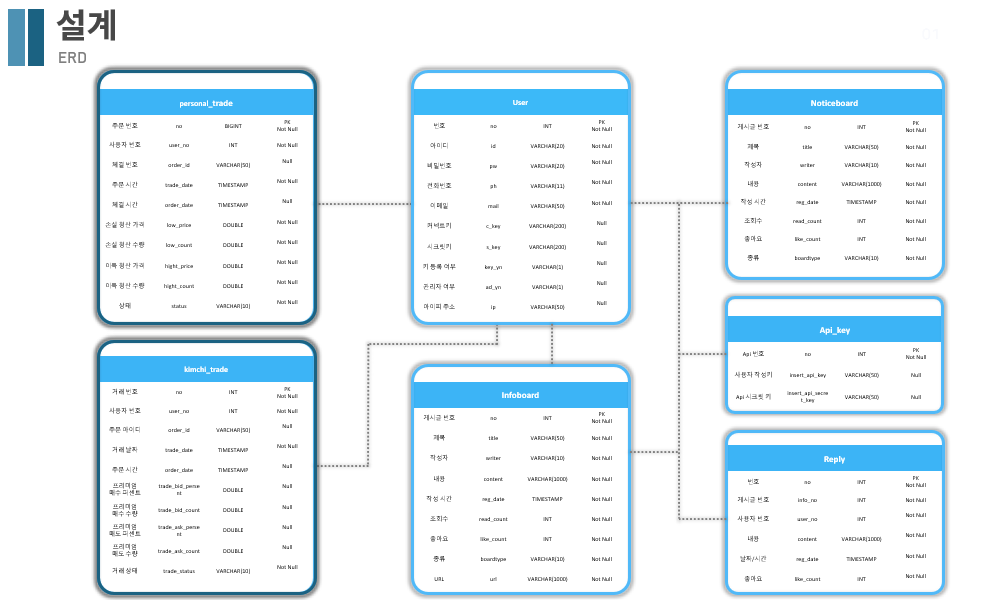 설계
ERD
01
personal_trade
주문 번호 no BIGINT PK
Not Null
사용자 번호 user_no INT Not Null
체결 번호 order_id VARCHAR(50) Null
주문 시간 trade_date TIMESTAMP Not Null
체결 시간 order_date TIMESTAMP Null
손실 청산 가격 low_price DOUBLE Not Null
손실 청산 수량 low_count DOUBLE Not Null
이득 청산 가격 hight_price DOUBLE Not Null
이득 청산 수량 hight_count DOUBLE Not Null
상태 status VARCHAR(10) Not Null
kimchi_trade
거래 번호 no INT PK
Not Null
사용자 번호 user_no INT Not Null
주문 아이디 order_id VARCHAR(50) Null
거래 날짜 trade_date TIMESTAMP Not Null
주문 시간 order_date TIMESTAMP Null
프리미엄
매수 퍼센트 trade_bid_perse
nt DOUBLE Null
프리미엄
매수 수량 trade_bid_count DOUBLE Null
프리미엄
매도 퍼센트 trade_ask_perse
nt DOUBLE Null
프리미엄
매도 수량 trade_ask_count DOUBLE Null
거래 상태 trade_status VARCHAR(10) Not Null
User
번호 no INT PK
Not Null
아이디 id VARCHAR(20) Not Null
비밀번호 pw VARCHAR(20) Not Null
전화번호 ph VARCHAR(11) Not Null
이메일 mail VARCHAR(50) Not Null
커넥트키 c_key VARCHAR(200) Null
시크릿키 s_key VARCHAR(200) Null
키 등록 여부 key_yn VARCHAR(1) Null
관리자 여부 ad_yn VARCHAR(1) Null
아이피 주소 ip VARCHAR(50) Null
Infoboard
게시글 번호 no INT PK
Not Null
제목 title VARCHAR(50) Not Null
작성자 writer VARCHAR(10) Not Null
내용 content VARCHAR(1000) Not Null
작성 시간 reg_date TIMESTAMP Not Null
조회수 read_count INT Not Null
좋아요 like_count INT Not Null
종류 boardtype VARCHAR(10) Not Null
URL url VARCHAR(1000) Not Null
Noticeboard
게시글 번호 no INT PK
Not Null
제목 title VARCHAR(50) Not Null
작성자 writer VARCHAR(10) Not Null
내용 content VARCHAR(1000) Not Null
작성 시간 reg_date TIMESTAMP Not Null
조회수 read_count INT Not Null
좋아요 like_count INT Not Null
종류 boardtype VARCHAR(10) Not Null
Api_key
Api 번호 no INT PK
Not Null
사용자 작성키 insert_api_key VARCHAR(50) Null
Api 시크릿 키 insert_api_secre
t_key VARCHAR(50) Null
Reply
번호 no INT PK
Not Null
게시글 번호 info_no INT Not Null
사용자 번호 user_no INT Not Null
내용 content VARCHAR(1000) Not Null
날짜/시간 reg_date TIMESTAMP Not Null
좋아요 like_count INT Not Null